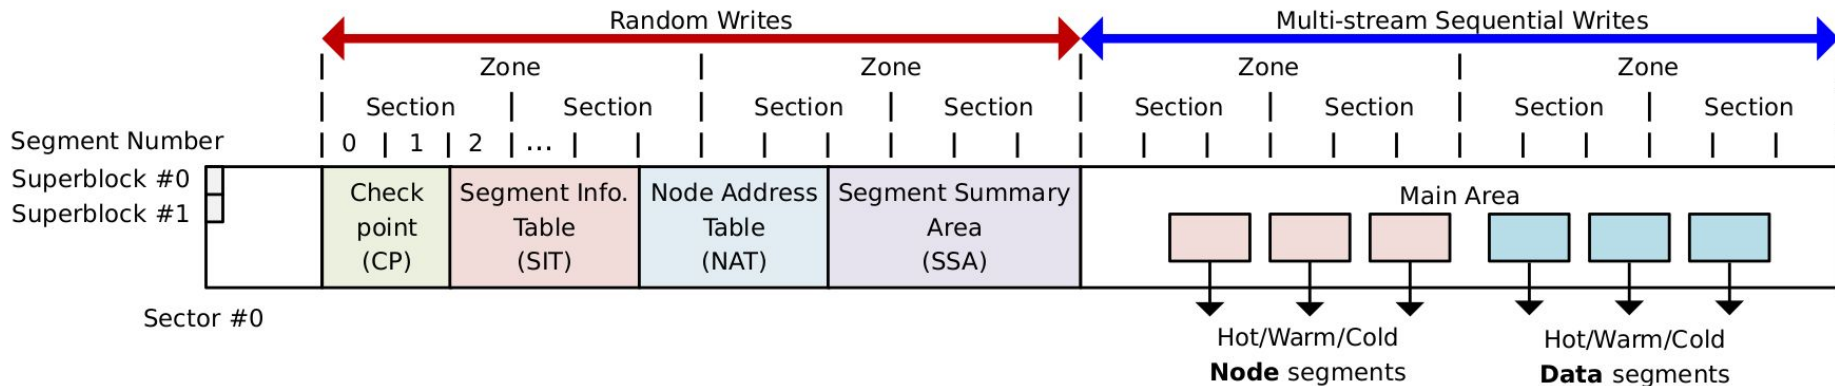 Random Writes
Multi-stream Sequential Writes
Zone
Zone
Zone
Zone
Section
Section
Section
Section
Section
Section
Section
Section
Segment Number
0
1
2
...
Superblock #0
Superblock #1
Check
point
(CP)
Segment Info.
Table
(SIT)
Node Address
Table
(NAT)
Segment Summary
Area
(SSA)
Main Area
Sector #0
Hot/Warm/Cold
Node segments
Hot/Warm/Cold
Data segments